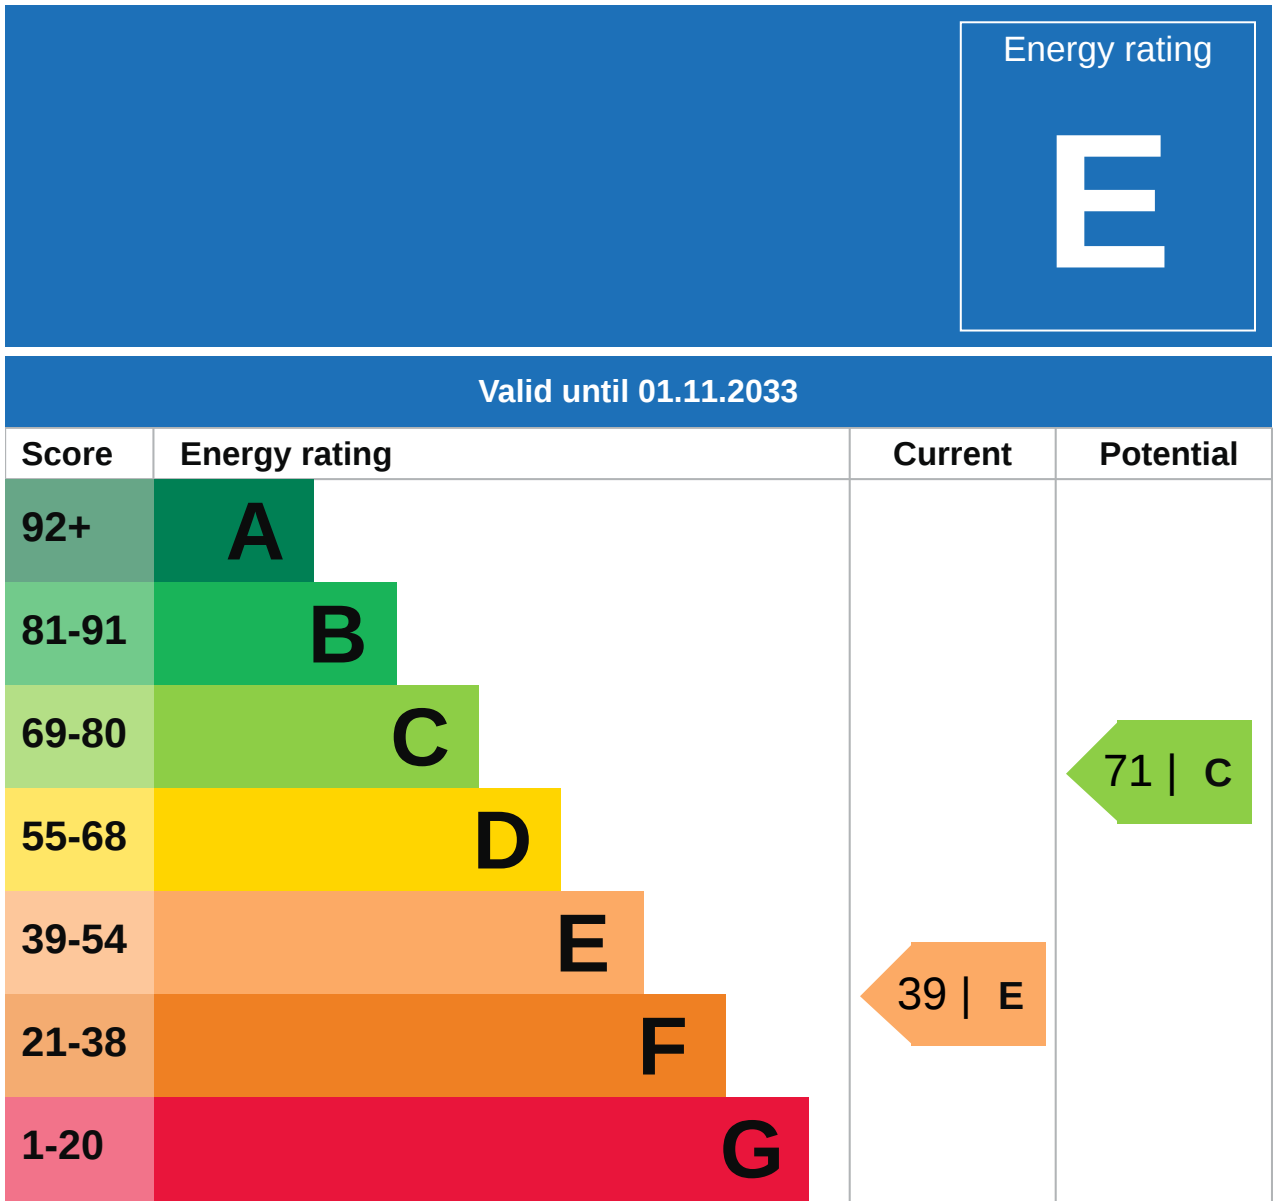 Energy rating
E
Valid until 01.11.2033
Score Energy rating Current Potential
92+ A
81-91 B
69-80 C
71 | C
55-68 D
39-54 E
39 | E
21-38 F
1-20 G